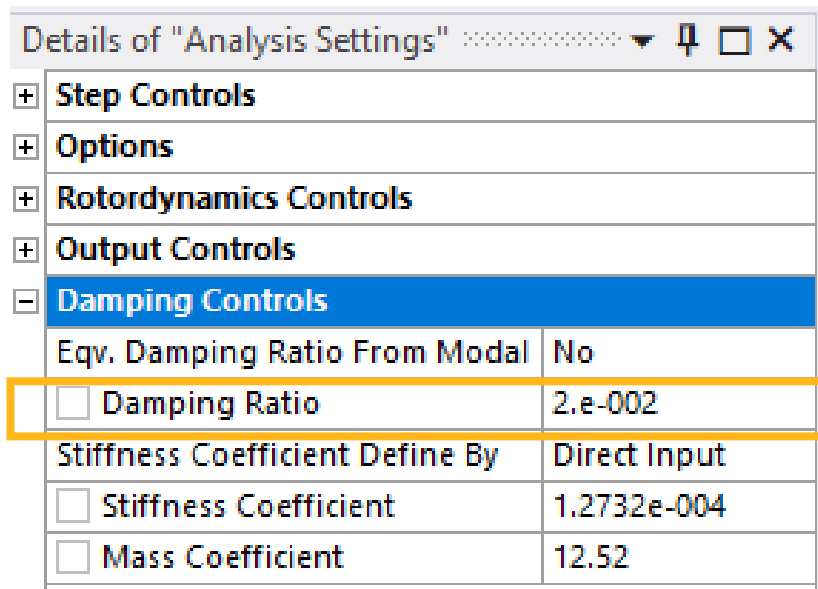 Details of "Analysis Settings"
Step Controls
Options
Rotordynamics Controls
Output Controls
Damping Controls
Eqv. Damping Ratio From Modal No
Damping Ratio 2.e-002
Stiffness Coefficient Define By Direct Input
Stiffness Coefficient 1.2732e-004
Mass Coefficient 12.52